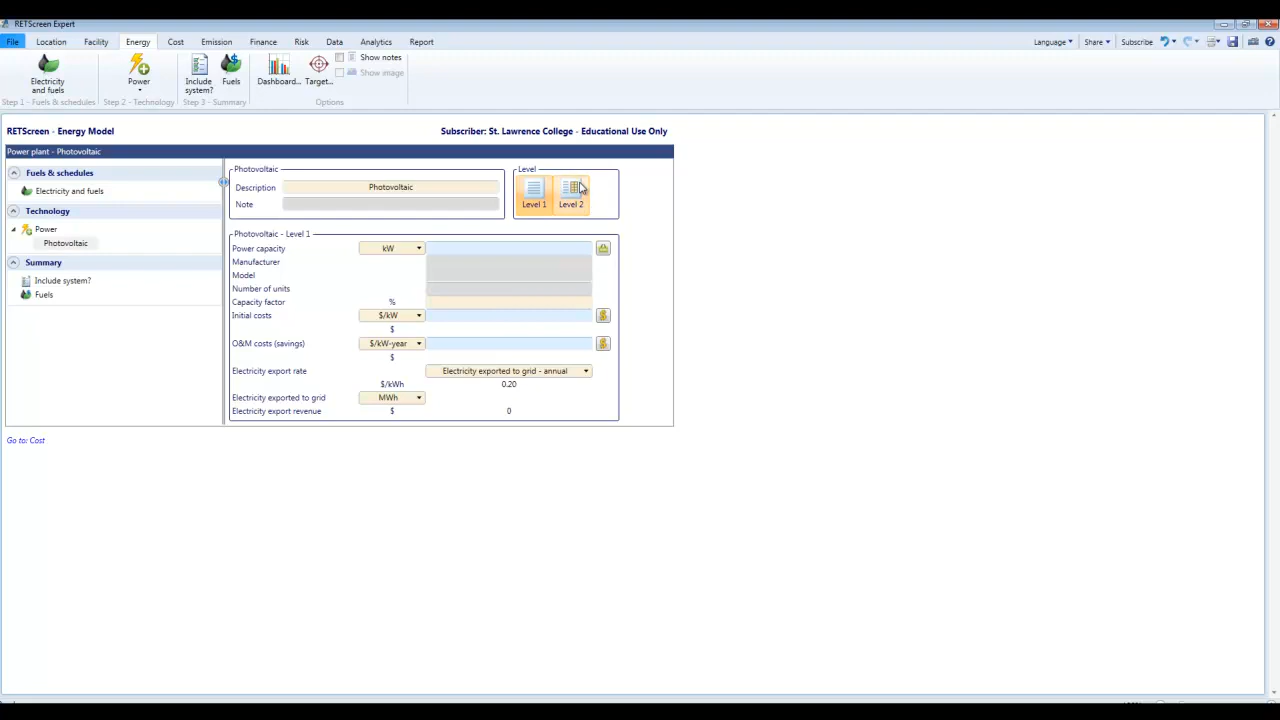 RETScreen Expert
File Location Facility Energy Cost Emission Finance Risk Data Analytics Report Language Share Subscribe
Electricity and fuels
Step 1 - Fuels & schedules
Power
Step 2 - Technology
Include system?
Fuels
Step 3 - Summary
Dashboard...
Target...
Show notes
Show image
Options
RETScreen - Energy Model
Subscriber: St. Lawrence College - Educational Use Only
Power plant - Photovoltaic
Fuels & schedules
Electricity and fuels
Technology
Power
Photovoltaic
Summary
Include system?
Fuels
Photovoltaic
Description Photovoltaic
Note
Level
Level 1 Level 2
Photovoltaic - Level 1
Power capacity kW
Manufacturer
Model
Number of units
Capacity factor %
Initial costs $/kW
$
O&M costs (savings) $/kW-year
$
Electricity export rate Electricity exported to grid - annual
$/kWh 0.20
Electricity exported to grid MWh
Electricity export revenue $ 0
Go to: Cost